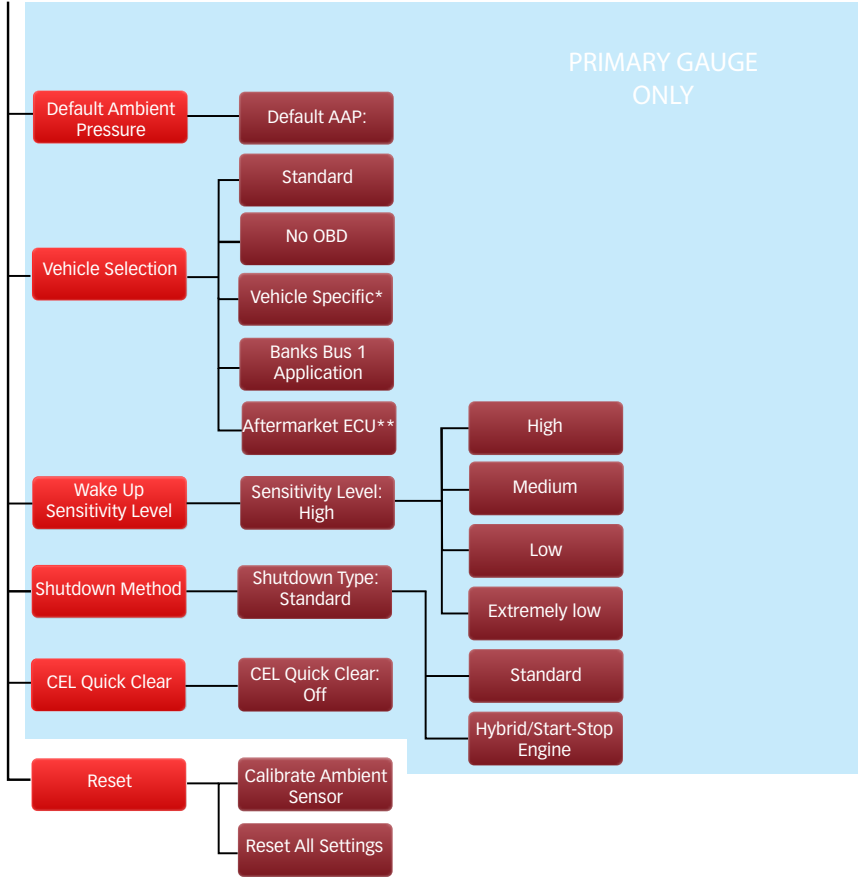 PRIMARY GAUGE
ONLY
Default Ambient
Pressure
Default AAP:
Vehicle Selection
Standard
No OBD
Vehicle Specific*
Banks Bus 1
Application
Aftermarket ECU**
Wake Up
Sensitivity Level
Sensitivity Level:
High
High
Medium
Low
Extremely low
Shutdown Method
Shutdown Type:
Standard
Standard
Hybrid/Start-Stop
Engine
CEL Quick Clear
CEL Quick Clear:
Off
Reset
Calibrate Ambient
Sensor
Reset All Settings